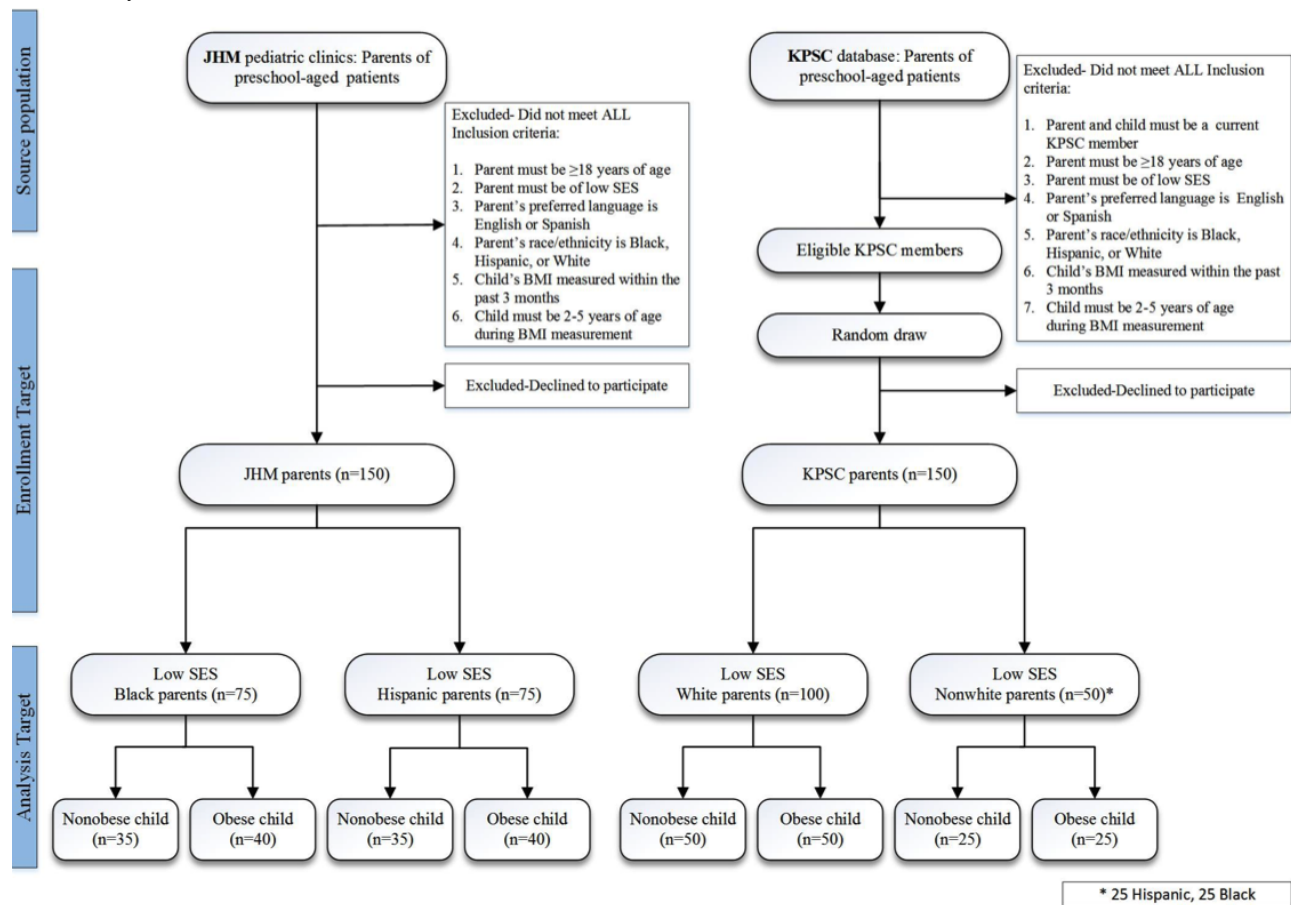 Source population
JHM pediatric clinics: Parents of
preschool-aged patients
KPSC database: Parents of
preschool-aged patients
Excluded- Did not meet ALL
Inclusion criteria:
1. Parent must be ≥18 years of age
2. Parent must be of low SES
3. Parent’s preferred language is
English or Spanish
4. Parent’s race/ethnicity is Black,
Hispanic, or White
5. Child’s BMI measured within the
past 3 months
6. Child must be 2-5 years of age
during BMI measurement
Excluded- Did not meet ALL Inclusion
criteria:
1. Parent and child must be a current
KPSC member
2. Parent must be ≥18 years of age
3. Parent must be of low SES
4. Parent’s preferred language is English
or Spanish
5. Parent’s race/ethnicity is Black,
Hispanic, or White
6. Child’s BMI measured within the past
3 months
7. Child must be 2-5 years of age
during BMI measurement
Eligible KPSC members
Enrollment Target
Random draw
Excluded-Declined to participate
Excluded-Declined to participate
JHM parents (n=150)
KPSC parents (n=150)
Analysis Target
Low SES
Black parents (n=75)
Low SES
Hispanic parents (n=75)
Low SES
White parents (n=100)
Low SES
Nonwhite parents (n=50)*
Nonobese child
(n=35)
Obese child
(n=40)
Nonobese child
(n=35)
Obese child
(n=40)
Nonobese child
(n=50)
Obese child
(n=50)
Nonobese child
(n=25)
Obese child
(n=25)
* 25 Hispanic, 25 Black